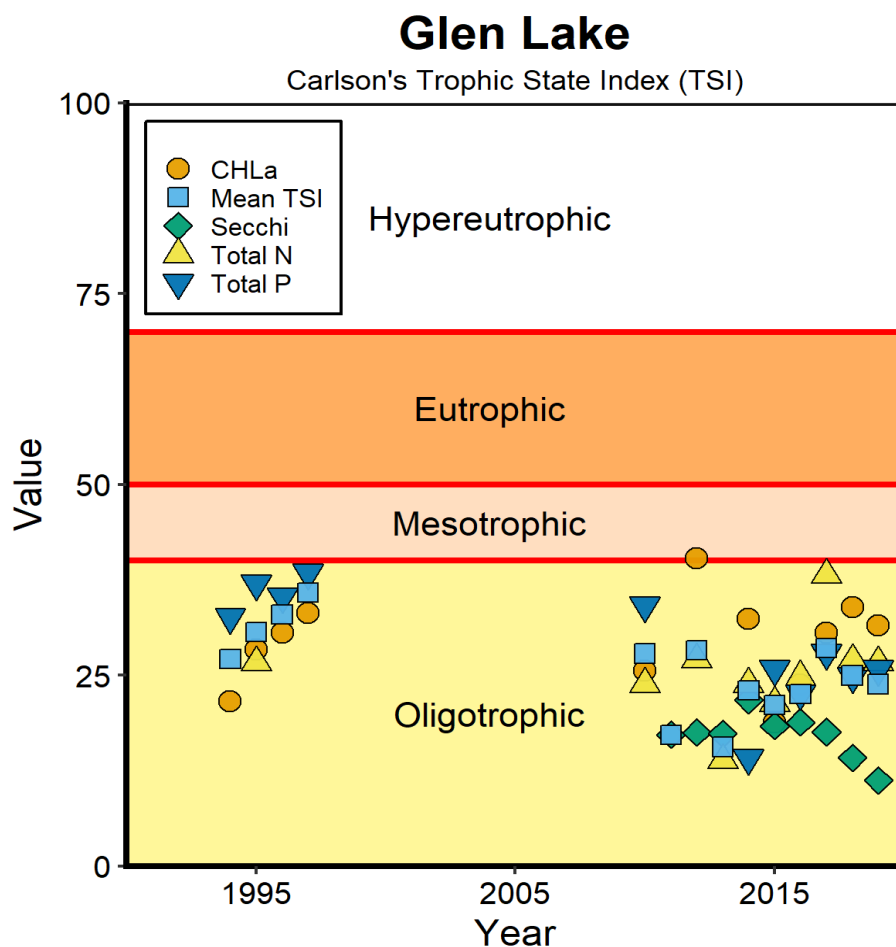 Glen Lake
Carlson's Trophic State Index (TSI)
100
CHLa
Mean TSI
Secchi
Total N
Total P
Hypereutrophic
75
Eutrophic
Value
50
Mesotrophic
25
Oligotrophic
0
1995
2005
2015
Year